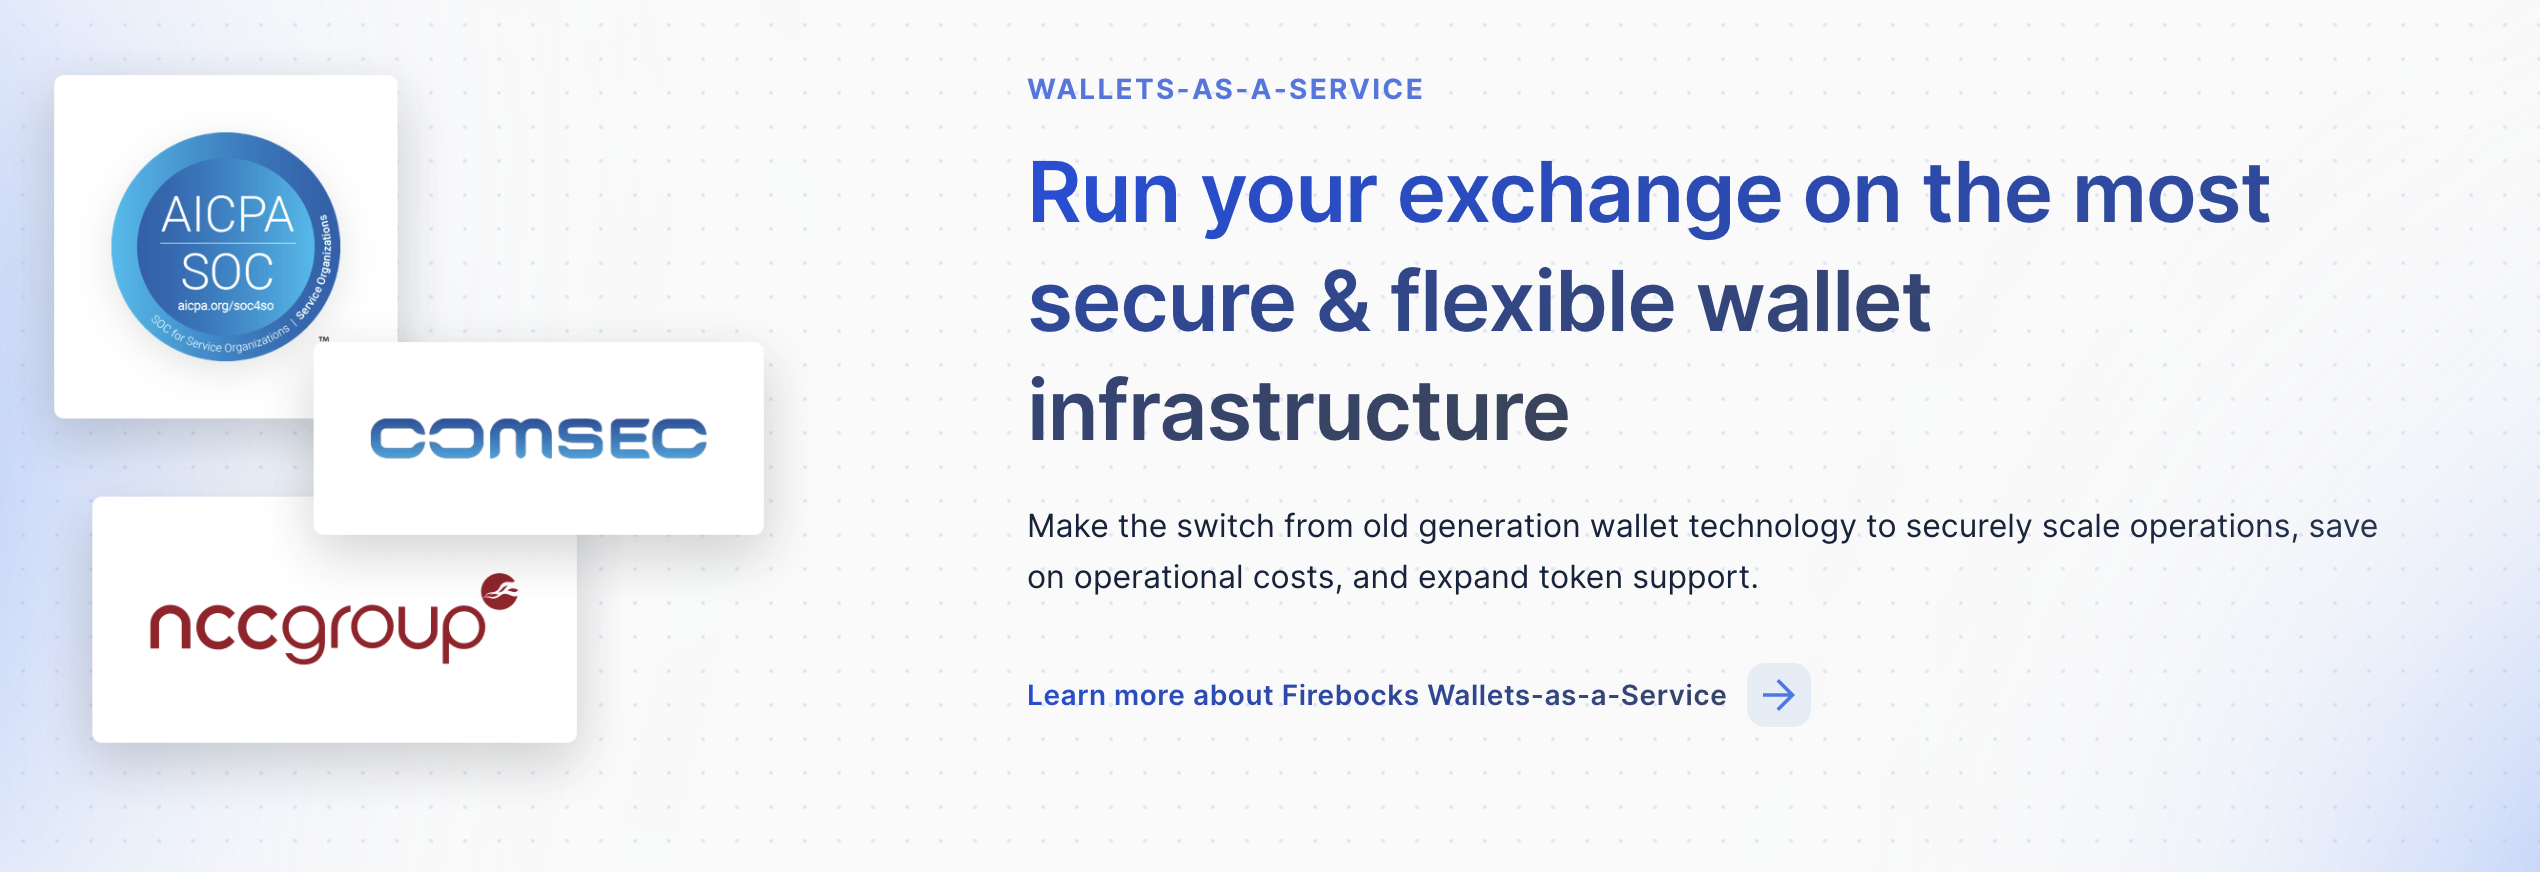 AICPA
SOC
aicpa.org/soc4so
SOC for Service Organizations | Service Organizations
TM
COMSEC
nccgroup
WALLETS-AS-A-SERVICE
Run your exchange on the most
secure & flexible wallet
infrastructure
Make the switch from old generation wallet technology to securely scale operations, save
on operational costs, and expand token support.
Learn more about Firebocks Wallets-as-a-Service